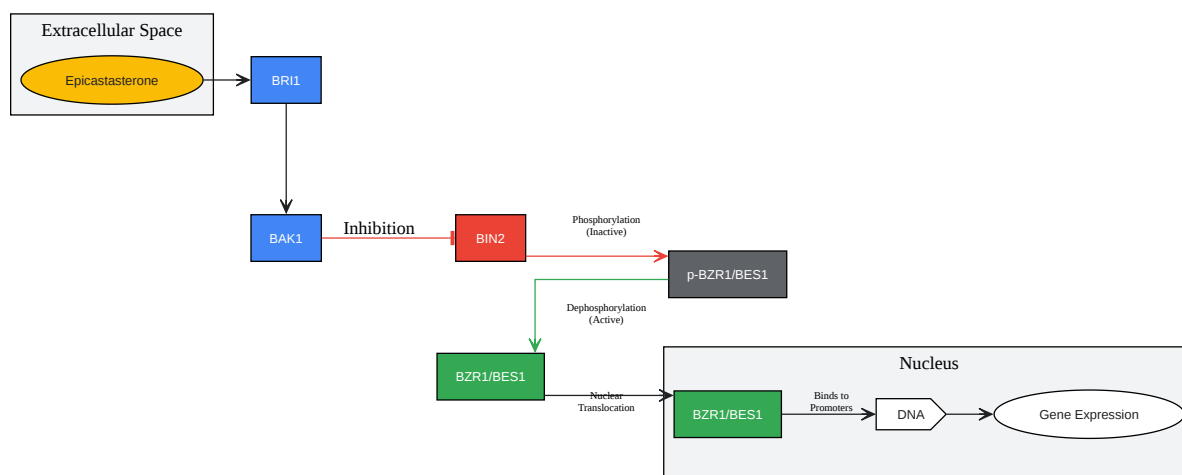 Extracellular Space
Epicastasterone
BRI1
BAK1
Inhibition
BIN2
Phosphorylation
(Inactive)
p-BZR1/BES1
Dephosphorylation
(Active)
BZR1/BES1
Nuclear
Translocation
Nucleus
BZR1/BES1
Binds to
Promoters
DNA
Gene Expression